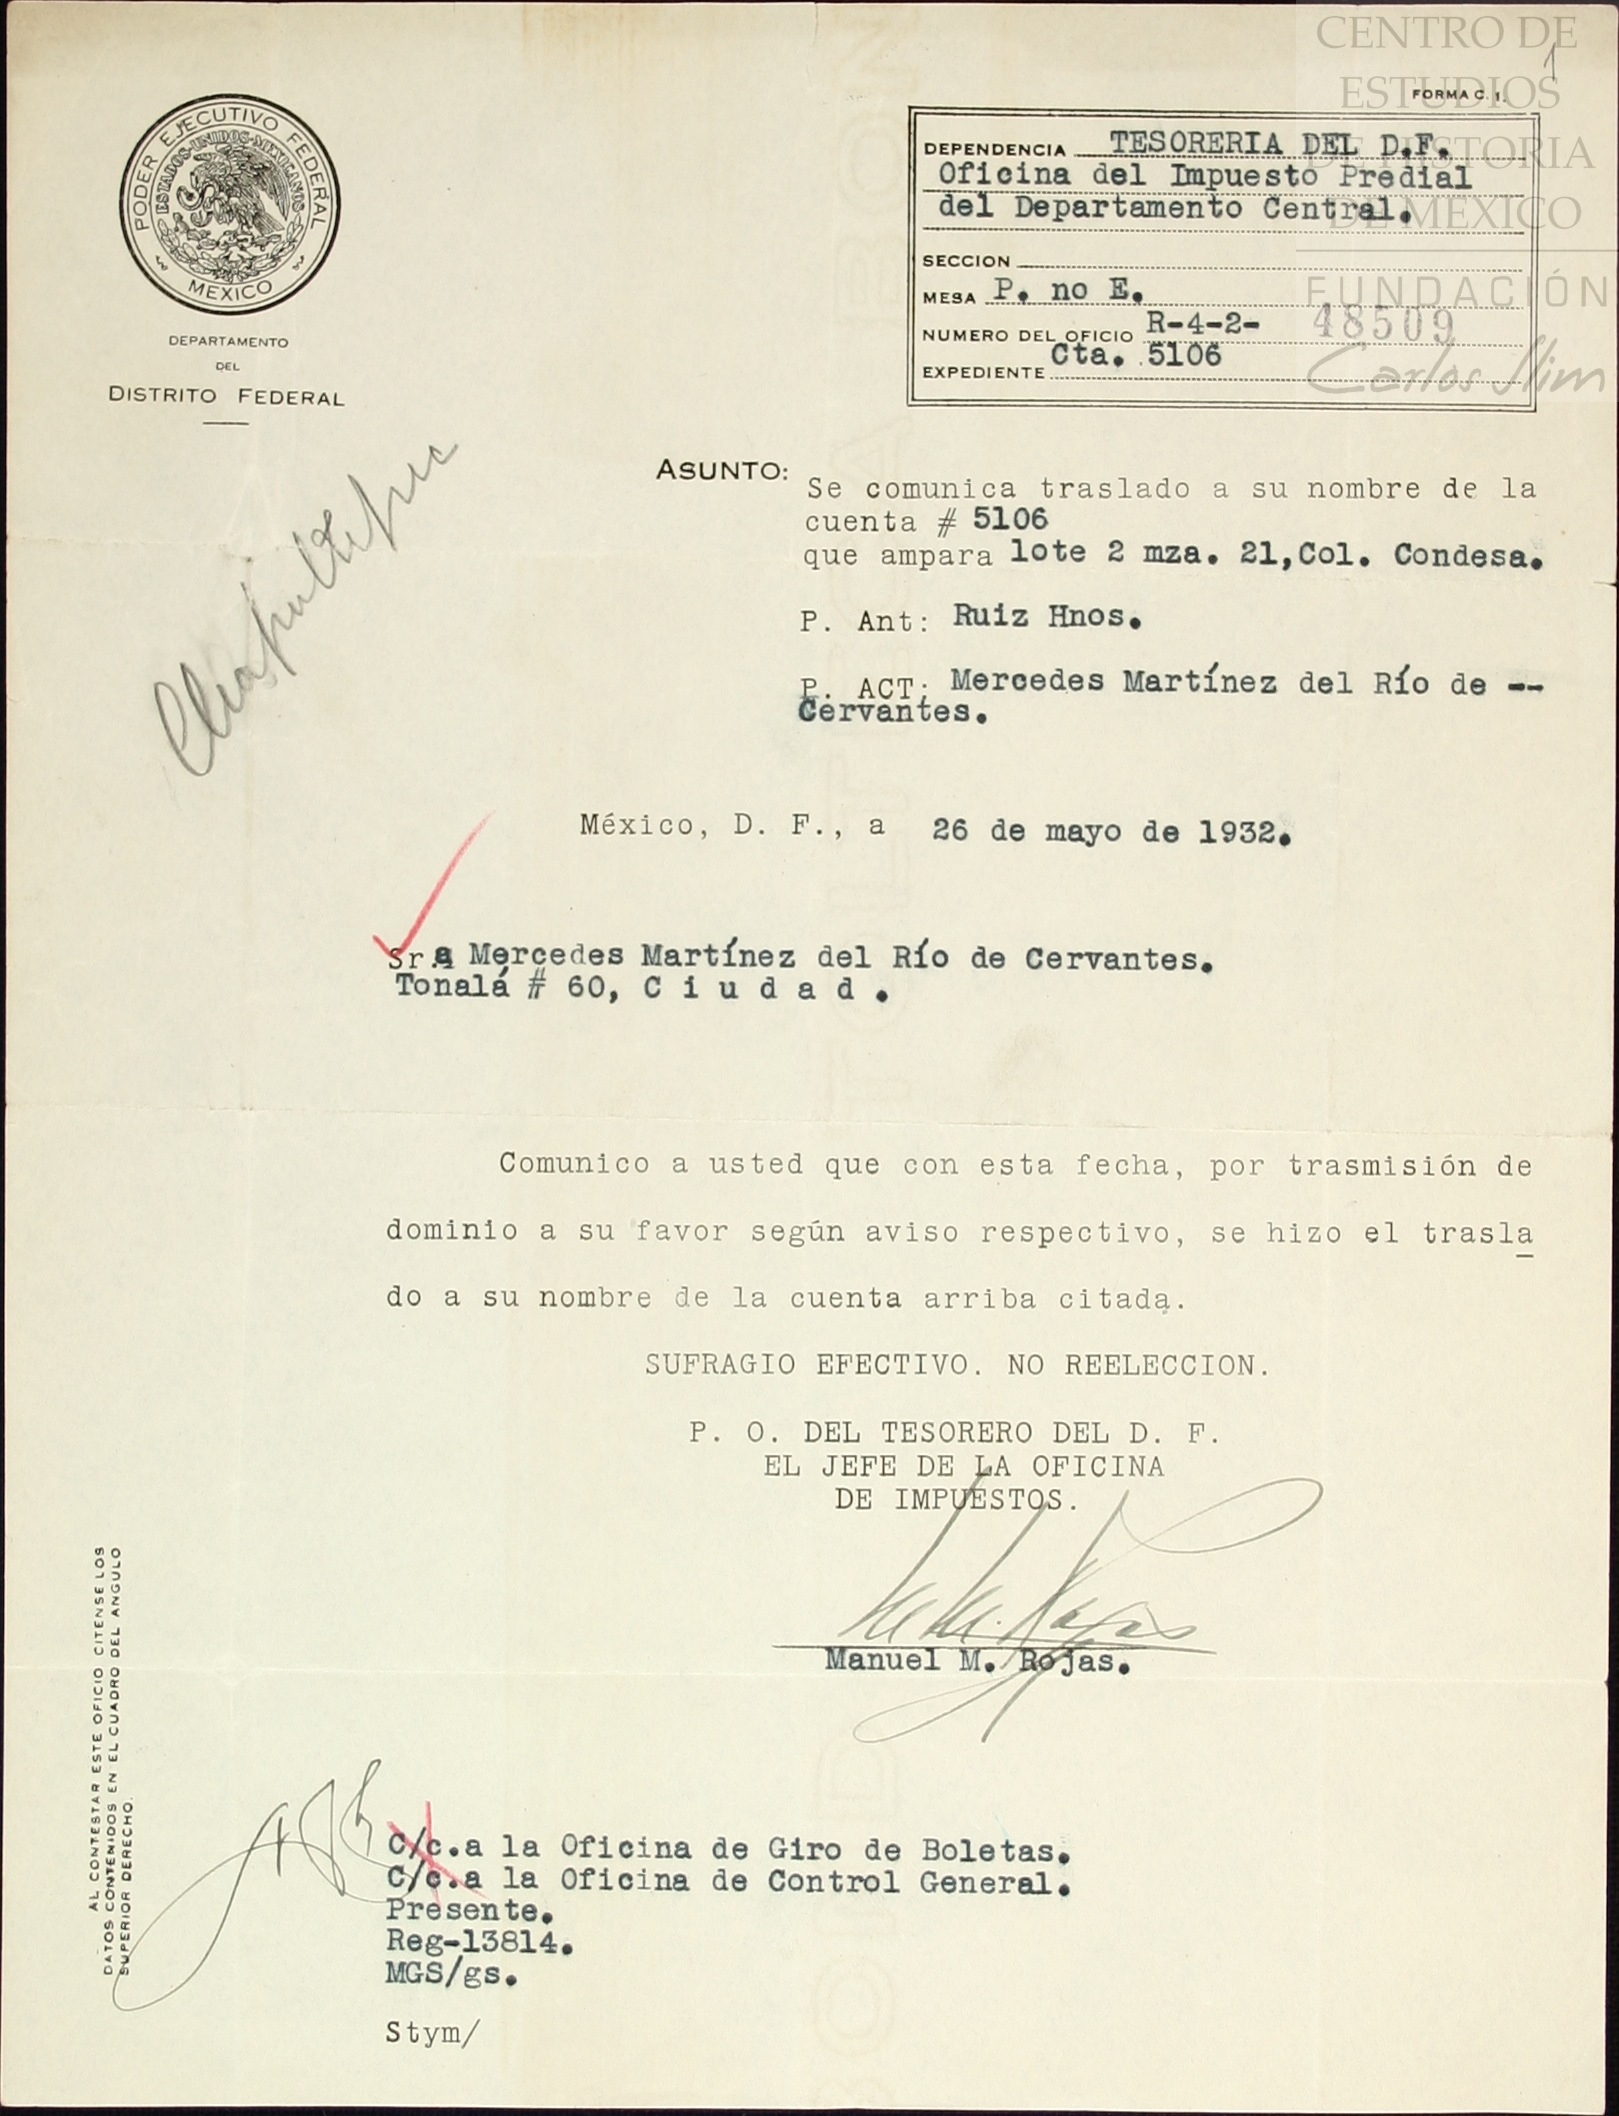 CENTRO DE
ESTUDIOS
DE HISTORIA
DE MÉXICO
FUNDACIÓN
Carlos Slim
1
FORMA C. 1.
PODER EJECUTIVO FEDERAL
ESTADOS-UNIDOS-MEXICANOS
MEXICO
DEPARTAMENTO
DEL
DISTRITO FEDERAL
DEPENDENCIA TESORERIA DEL D.F.
Oficina del Impuesto Predial
del Departamento Central.
SECCION
MESA P. no E.
NUMERO DEL OFICIO R-4-2- 48509
EXPEDIENTE Cta. 5106
Chapultepec
ASUNTO: Se comunica traslado a su nombre de la
cuenta # 5106
que ampara lote 2 mza. 21, Col. Condesa.
P. Ant: Ruiz Hnos.
P. ACT: Mercedes Martínez del Río de --
Cervantes.
México, D. F., a 26 de mayo de 1932.
Sra Mercedes Martínez del Río de Cervantes.
Tonalá # 60, C i u d a d .
Comunico a usted que con esta fecha, por trasmisión de
dominio a su favor según aviso respectivo, se hizo el trasla
do a su nombre de la cuenta arriba citada.
SUFRAGIO EFECTIVO. NO REELECCION.
P. O. DEL TESORERO DEL D. F.
EL JEFE DE LA OFICINA
DE IMPUESTOS.
Manuel M. Rojas.
C/c.a la Oficina de Giro de Boletas.
C/c.a la Oficina de Control General.
Presente.
Reg-13814.
MGS/gs.
Stym/
AL CONTESTAR ESTE OFICIO CITENSE LOS
DATOS CONTENIDOS EN EL CUADRO DEL ANGULO
SUPERIOR DERECHO.